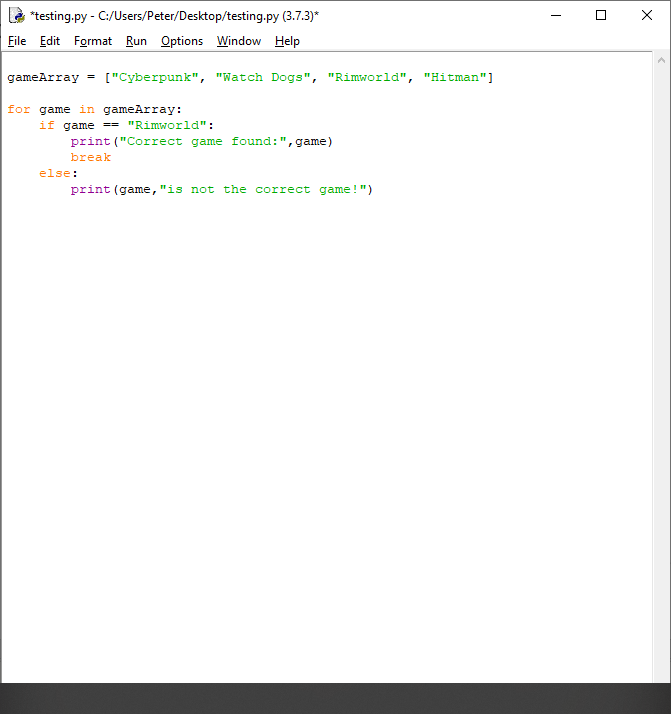 *testing.py - C:/Users/Peter/Desktop/testing.py (3.7.3)*
File Edit Format Run Options Window Help
gameArray = ["Cyberpunk", "Watch Dogs", "Rimworld", "Hitman"]
for game in gameArray:
    if game == "Rimworld":
        print("Correct game found:",game)
        break
    else:
        print(game,"is not the correct game!")